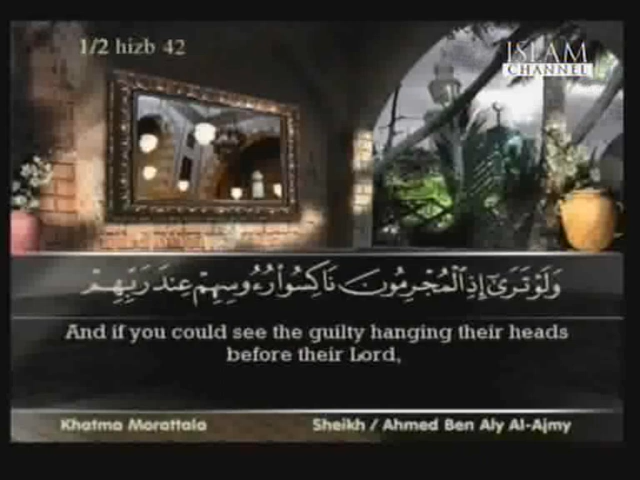 1/2 hizb 42
ISLAM
CHANNEL
وَلَوْ تَرَىٰٓ إِذِ الْمُجْرِمُونَ نَاكِسُوا۟ رُءُوسِهِمْ عِندَ رَبِّهِمْ
And if you could see the guilty hanging their heads
before their Lord,
Khatma Morattala
Sheikh / Ahmed Ben Aly Al-Ajmy